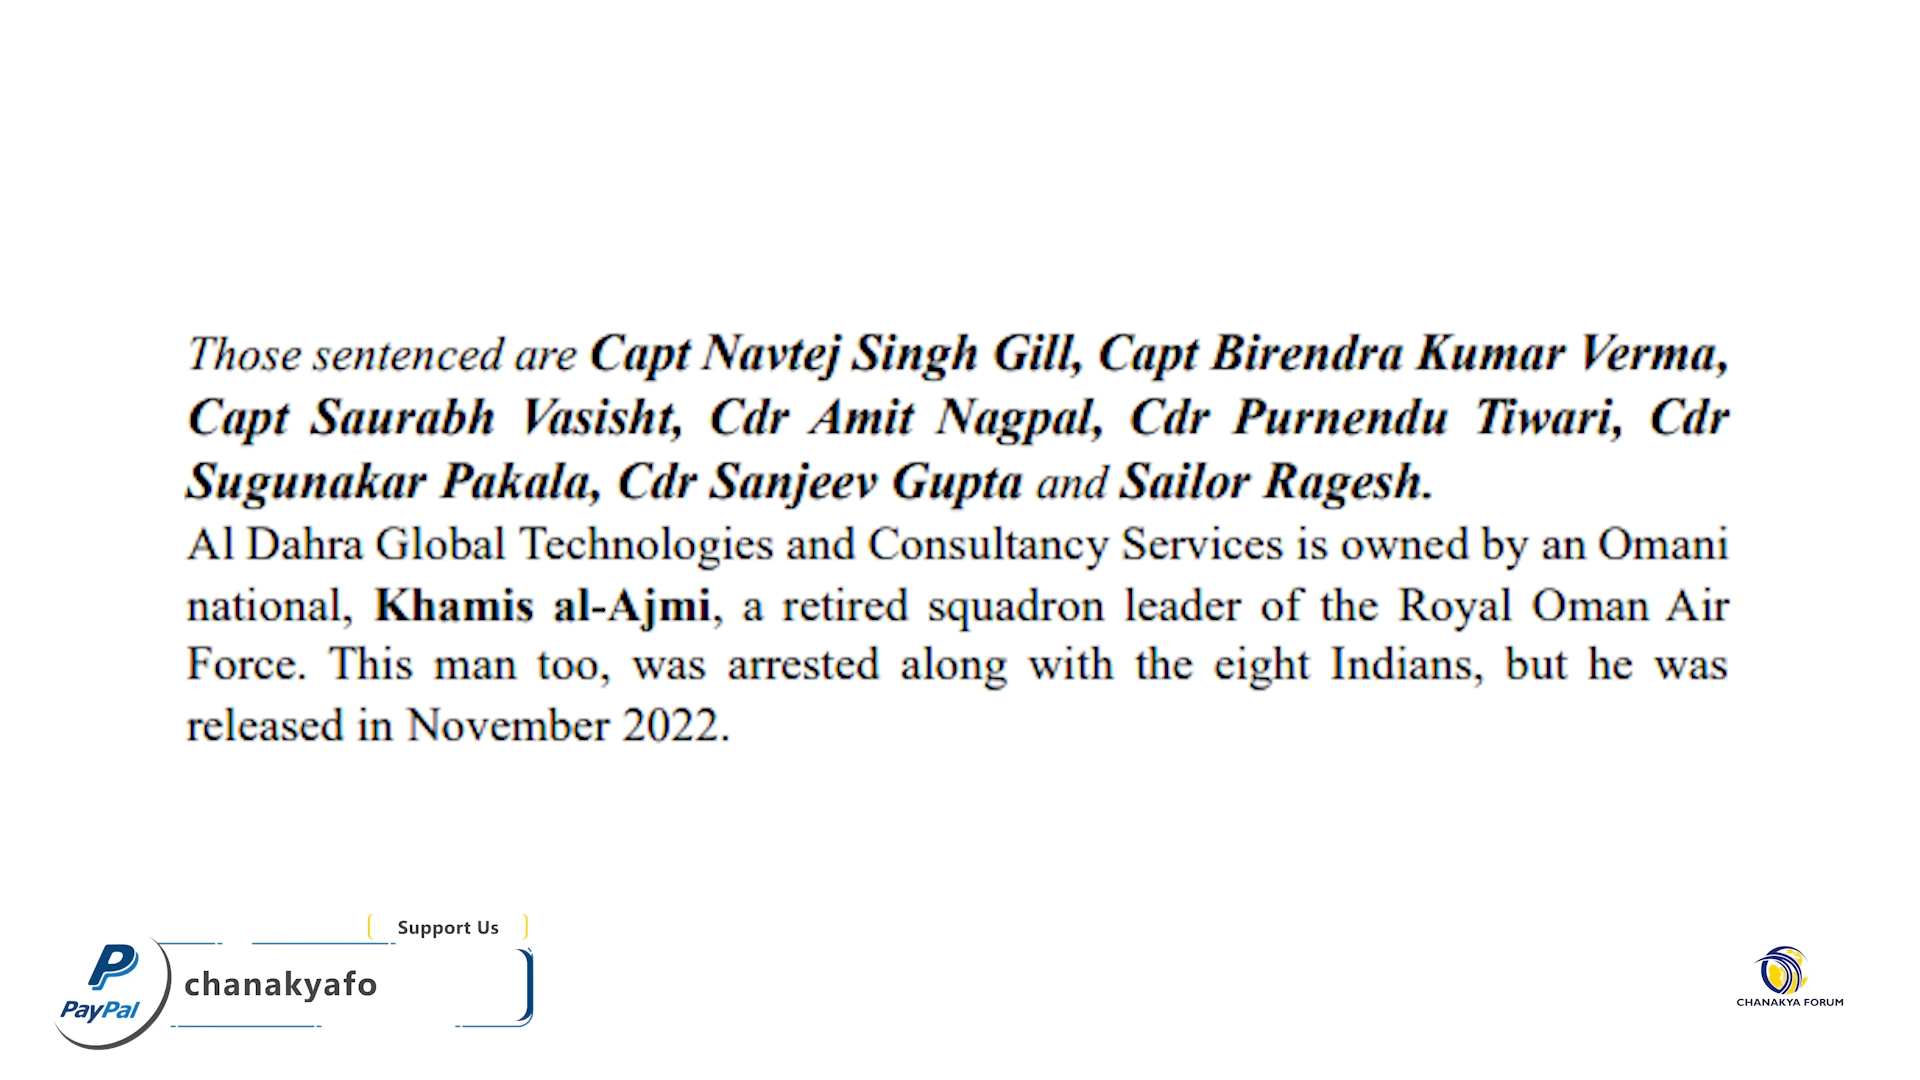 Those sentenced are Capt Navtej Singh Gill, Capt Birendra Kumar Verma,
Capt Saurabh Vasisht, Cdr Amit Nagpal, Cdr Purnendu Tiwari, Cdr
Sugunakar Pakala, Cdr Sanjeev Gupta and Sailor Ragesh.
Al Dahra Global Technologies and Consultancy Services is owned by an Omani
national, Khamis al-Ajmi, a retired squadron leader of the Royal Oman Air
Force. This man too, was arrested along with the eight Indians, but he was
released in November 2022.
Support Us
PayPal
chanakyafo
CHANAKYA FORUM